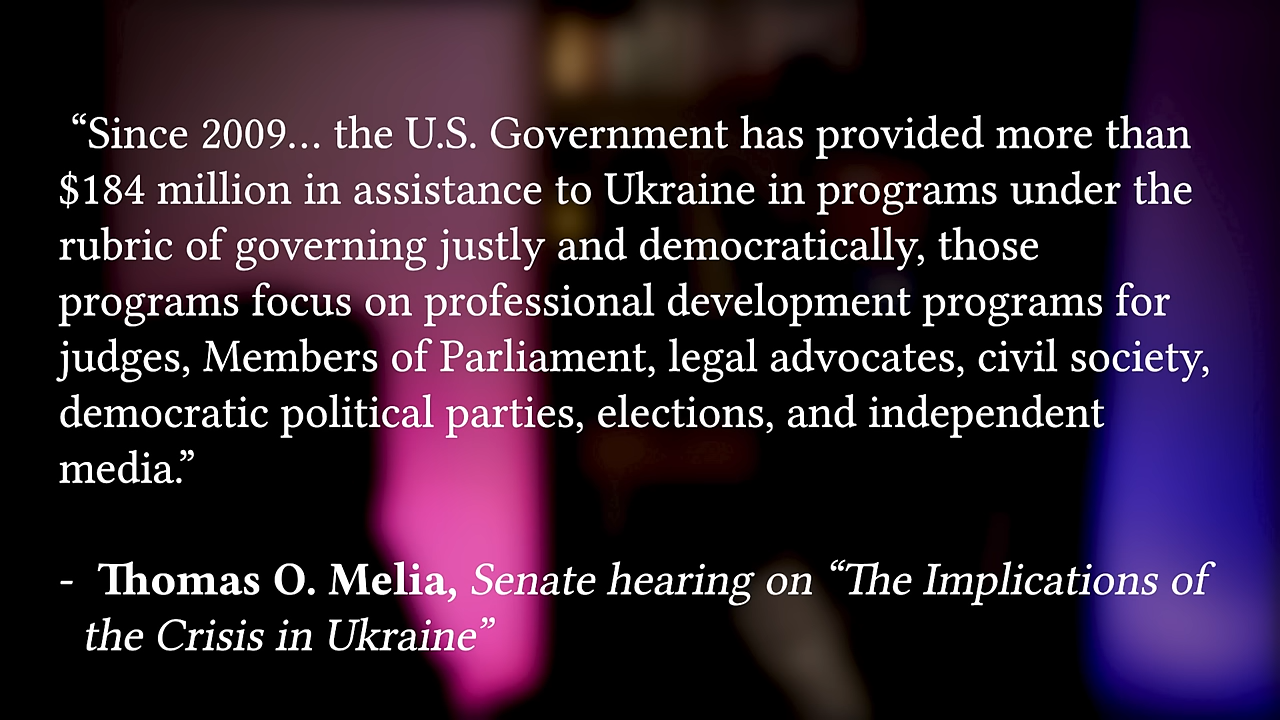 “Since 2009... the U.S. Government has provided more than
$184 million in assistance to Ukraine in programs under the
rubric of governing justly and democratically, those
programs focus on professional development programs for
judges, Members of Parliament, legal advocates, civil society,
democratic political parties, elections, and independent
media.”
- Thomas O. Melia, Senate hearing on “The Implications of
the Crisis in Ukraine”